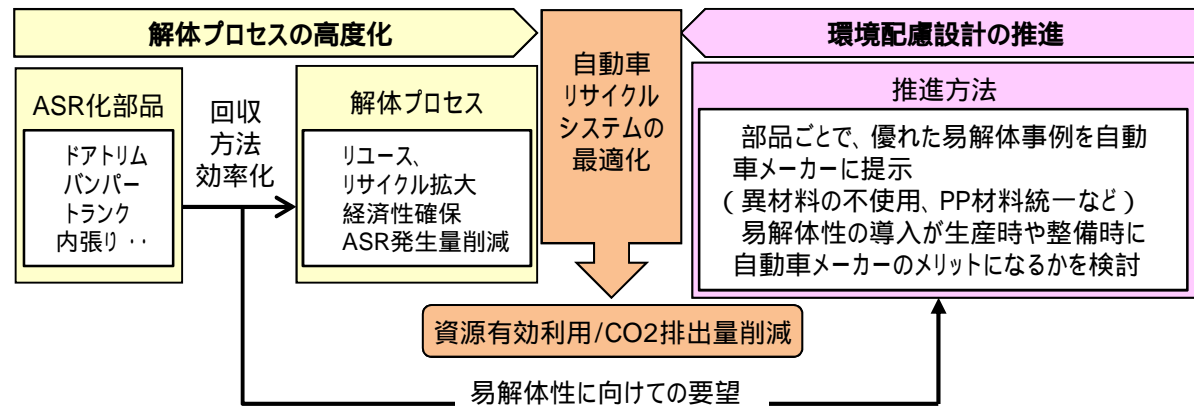 解体プロセスの高度化
ASR化部品
ドアトリム
バンパー
トランク
内張り ‥
回収
方法
効率化
解体プロセス
リユース、
リサイクル拡大
経済性確保
ASR発生量削減
自動車
リサイクル
システムの
最適化
環境配慮設計の推進
推進方法
部品ごとで、優れた易解体事例を自動
車メーカーに提示
（異材料の不使用、PP材料統一など）
易解体性の導入が生産時や整備時に
自動車メーカーのメリットになるかを検討
資源有効利用/CO2排出量削減
易解体性に向けての要望